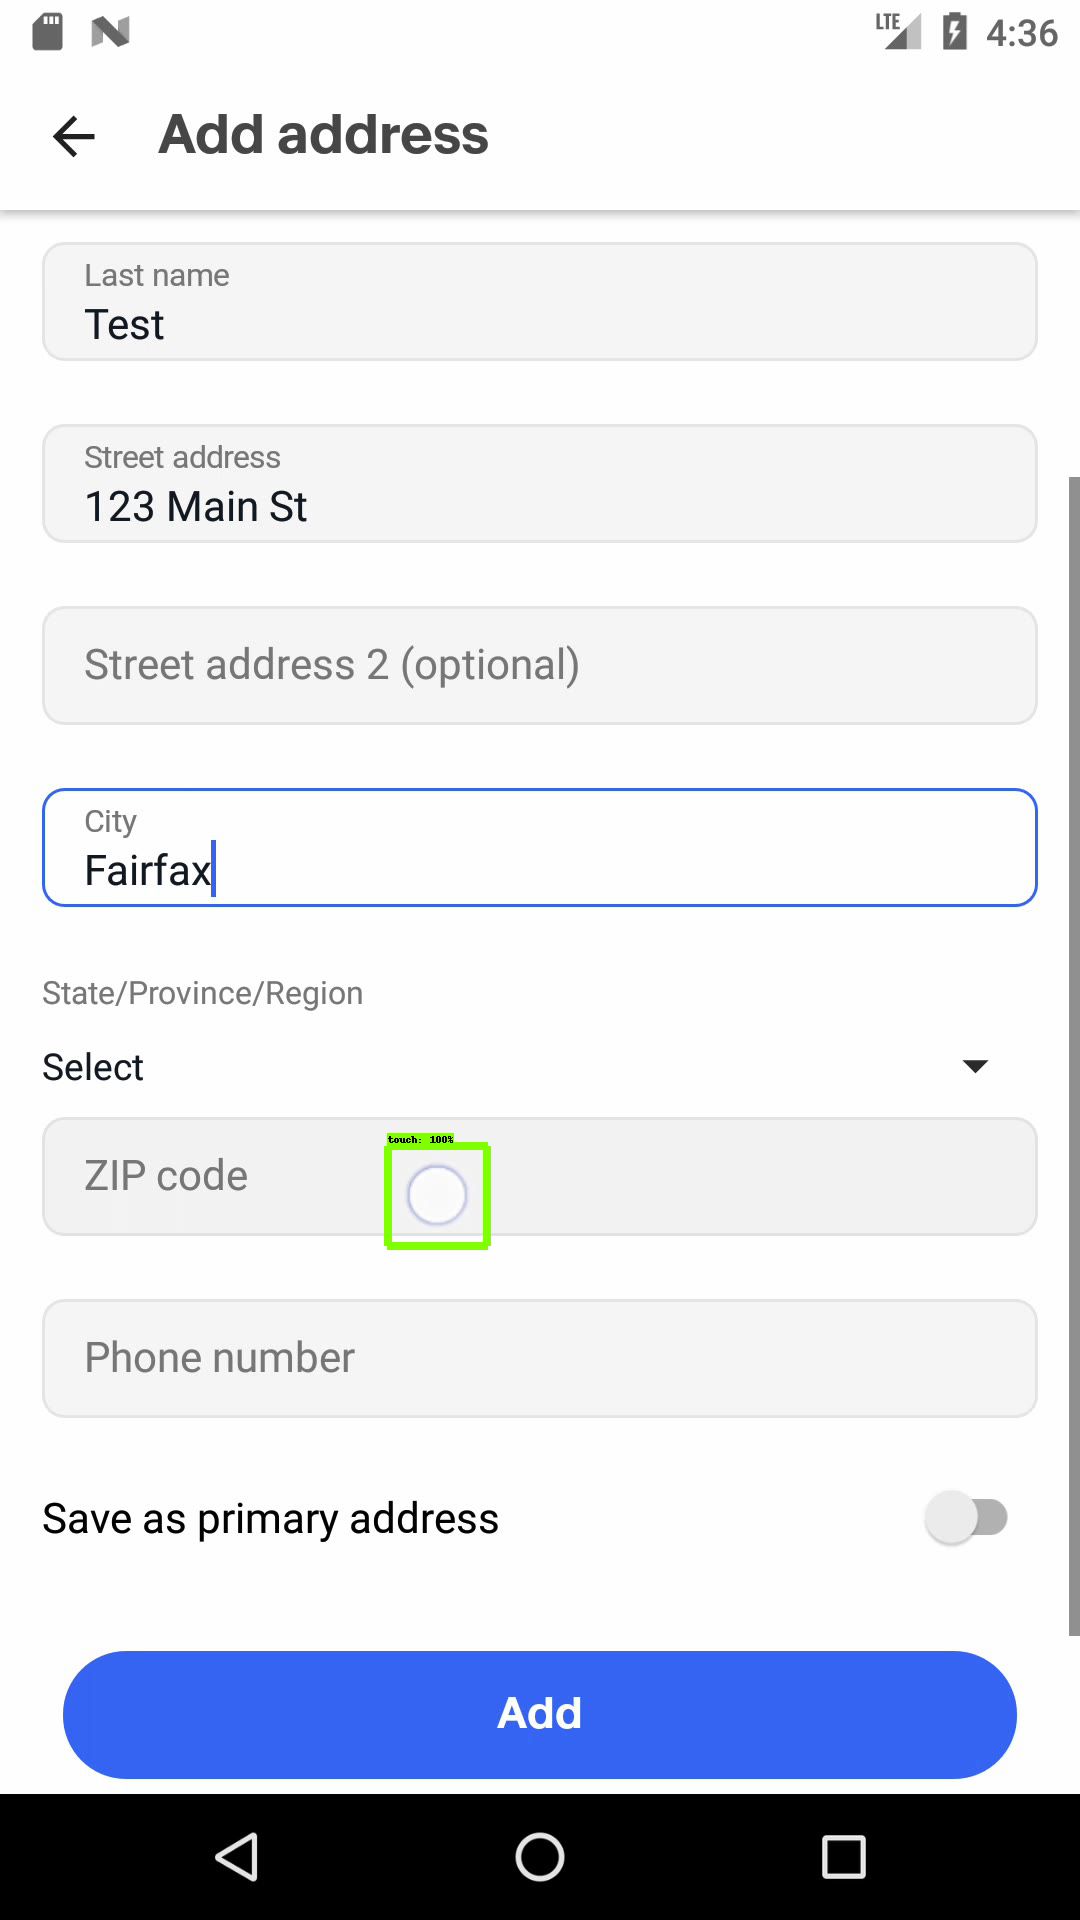 LTE 4:36
Add address
Last name
Test
Street address
123 Main St
Street address 2 (optional)
City
Fairfax
State/Province/Region
Select
touch: 100%
ZIP code
Phone number
Save as primary address
Add